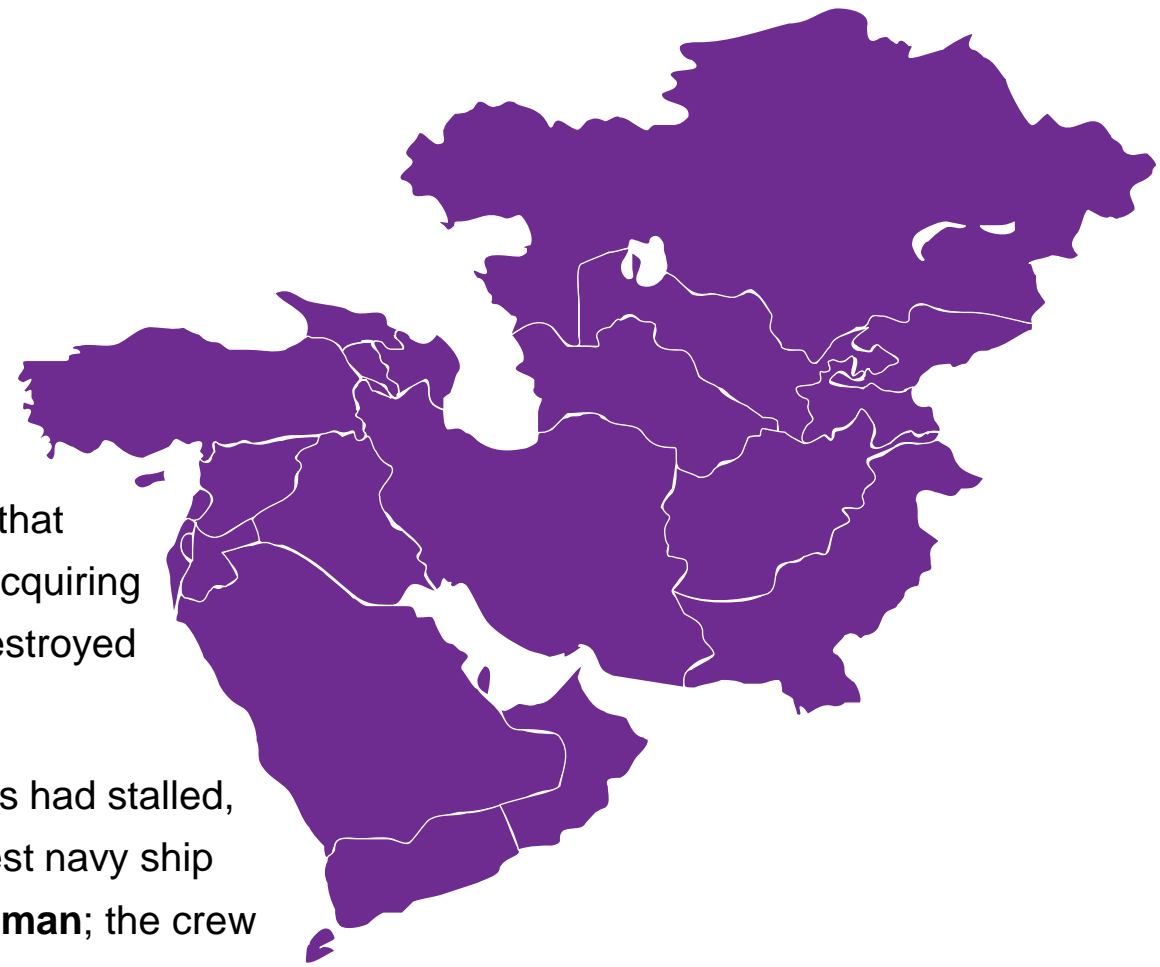 that
cquiring
estroyed
s had stalled,
est navy ship
man; the crew